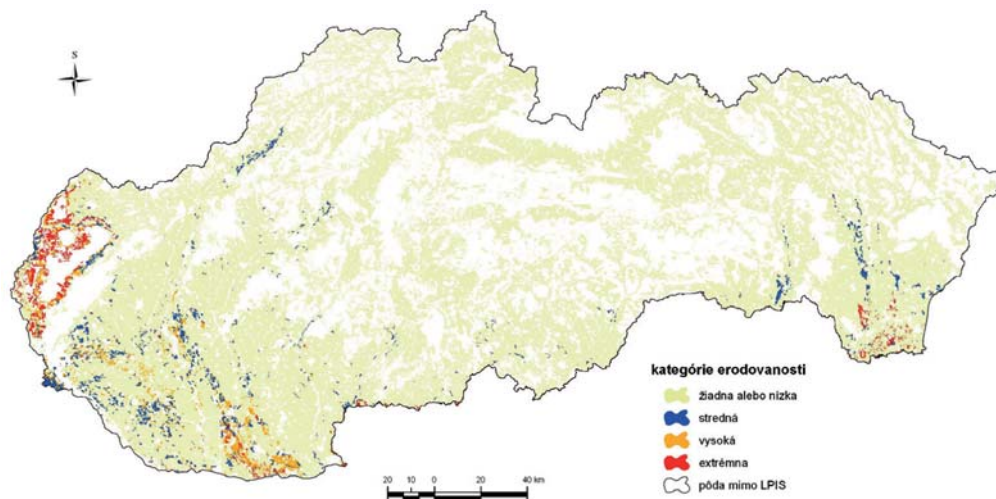 S
kategórie erodovanosti
žiadna alebo nízka
stredná
vysoká
extrémna
pôda mimo LPIS
20 10 0 20 40 km